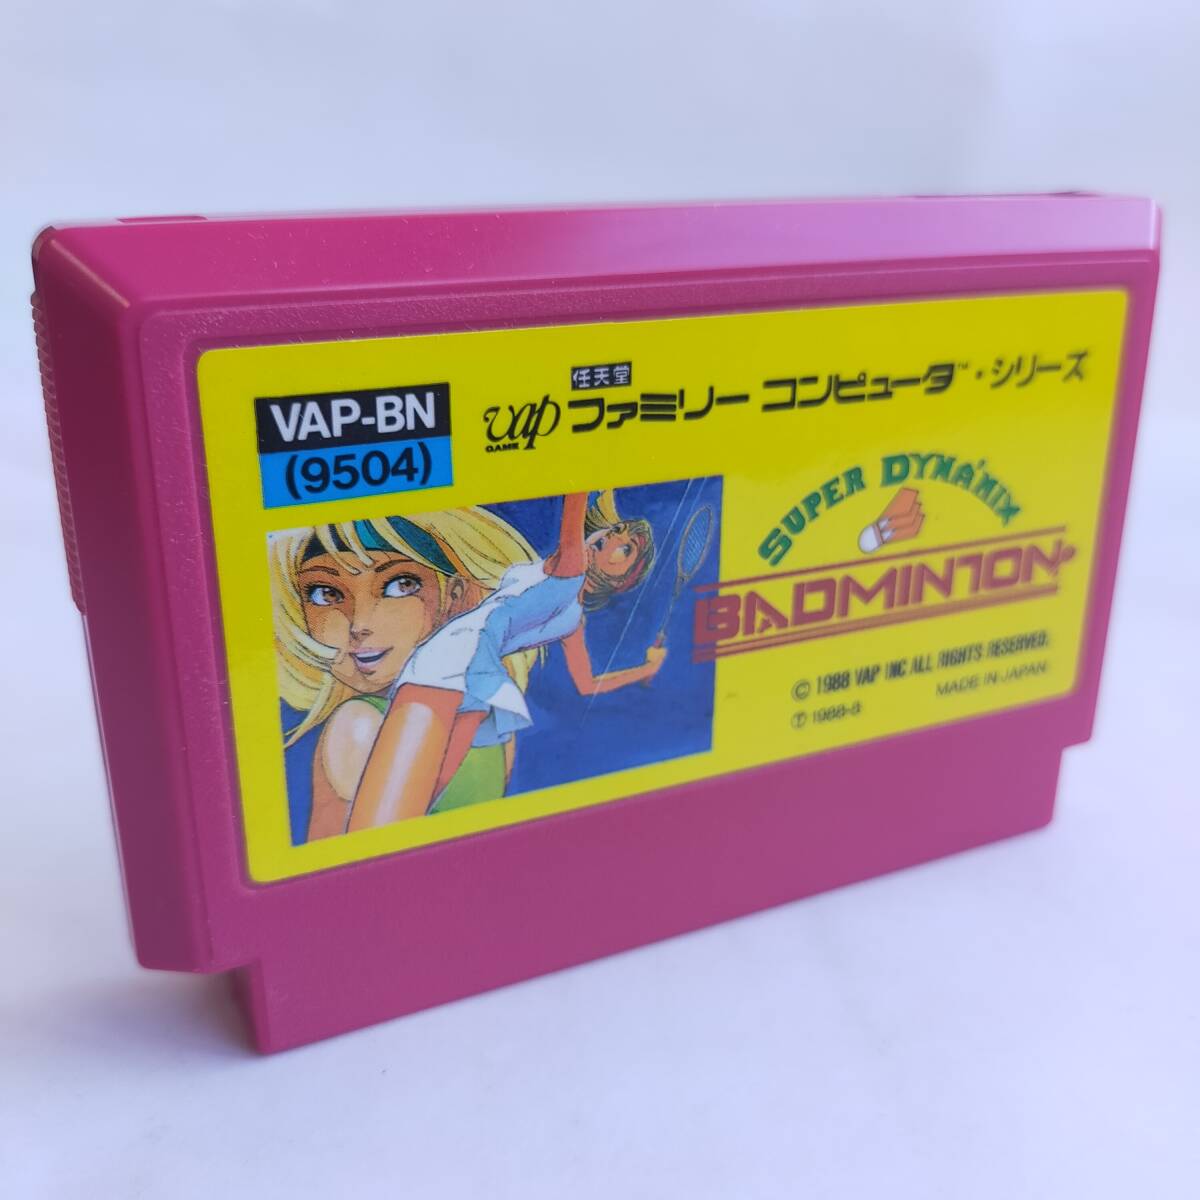 VAP-BN
(9504)
任天堂
vap ファミリー コンピュータ™・シリーズ
GAME
SUPER DYNA'MIX
BADMINTON
© 1988 VAP INC ALL RIGHTS RESERVED.
MADE IN JAPAN
Ⓣ 1988-8